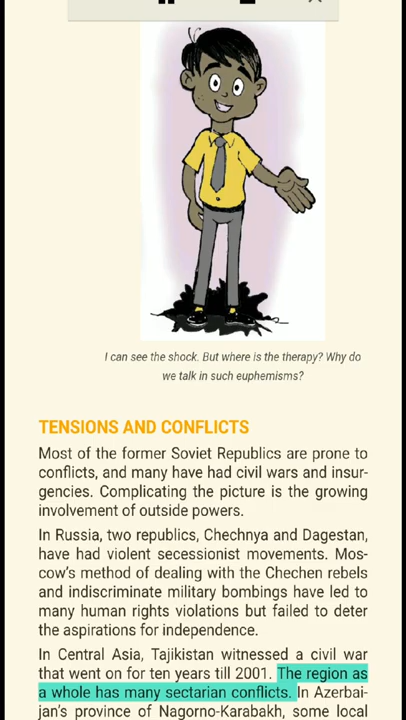 I can see the shock. But where is the therapy? Why do
we talk in such euphemisms?
TENSIONS AND CONFLICTS
Most of the former Soviet Republics are prone to
conflicts, and many have had civil wars and insur-
gencies. Complicating the picture is the growing
involvement of outside powers.
In Russia, two republics, Chechnya and Dagestan,
have had violent secessionist movements. Mos-
cow's method of dealing with the Chechen rebels
and indiscriminate military bombings have led to
many human rights violations but failed to deter
the aspirations for independence.
In Central Asia, Tajikistan witnessed a civil war
that went on for ten years till 2001. The region as
a whole has many sectarian conflicts. In Azerbai-
jan's province of Nagorno-Karabakh, some local